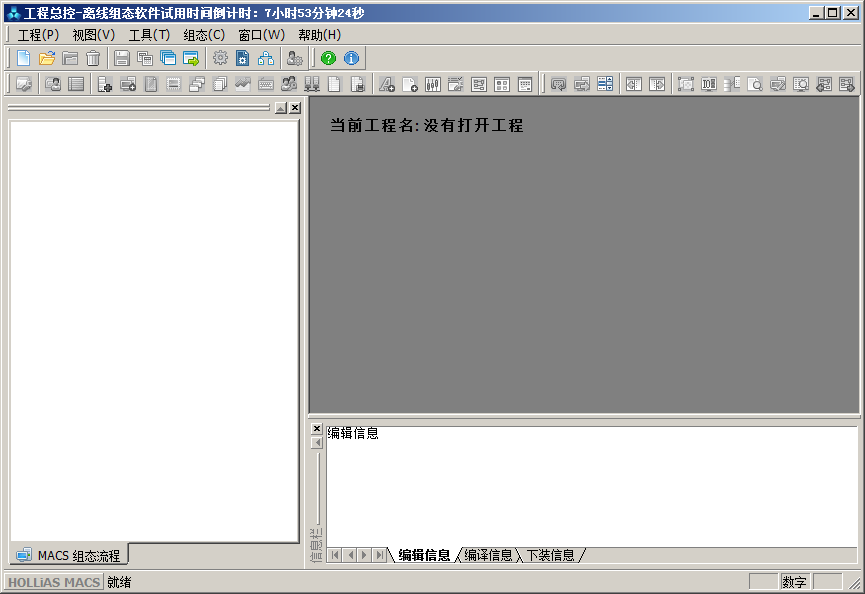 工程总控-离线组态软件试用时间倒计时: 7小时53分钟24秒
工程(P) 视图(V) 工具(T) 组态(C) 窗口(W) 帮助(H)
当前工程名: 没有打开工程
编辑信息
信息栏
MACS 组态流程
编辑信息 编译信息 下装信息
HOLLiAS MACS 就绪
数字